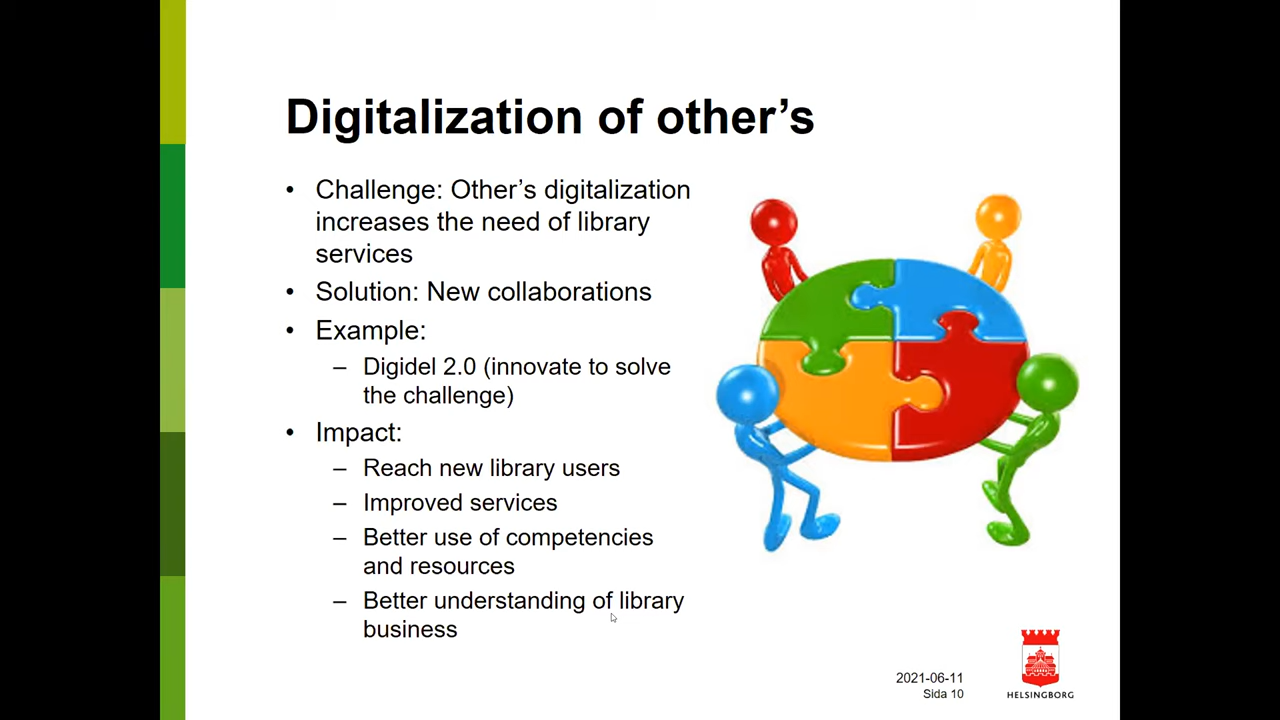 Digitalization of other’s
• Challenge: Other’s digitalization
increases the need of library
services
• Solution: New collaborations
• Example:
– Digidel 2.0 (innovate to solve
the challenge)
• Impact:
– Reach new library users
– Improved services
– Better use of competencies
and resources
– Better understanding of library
business
2021-06-11
Sida 10
HELSINGBORG